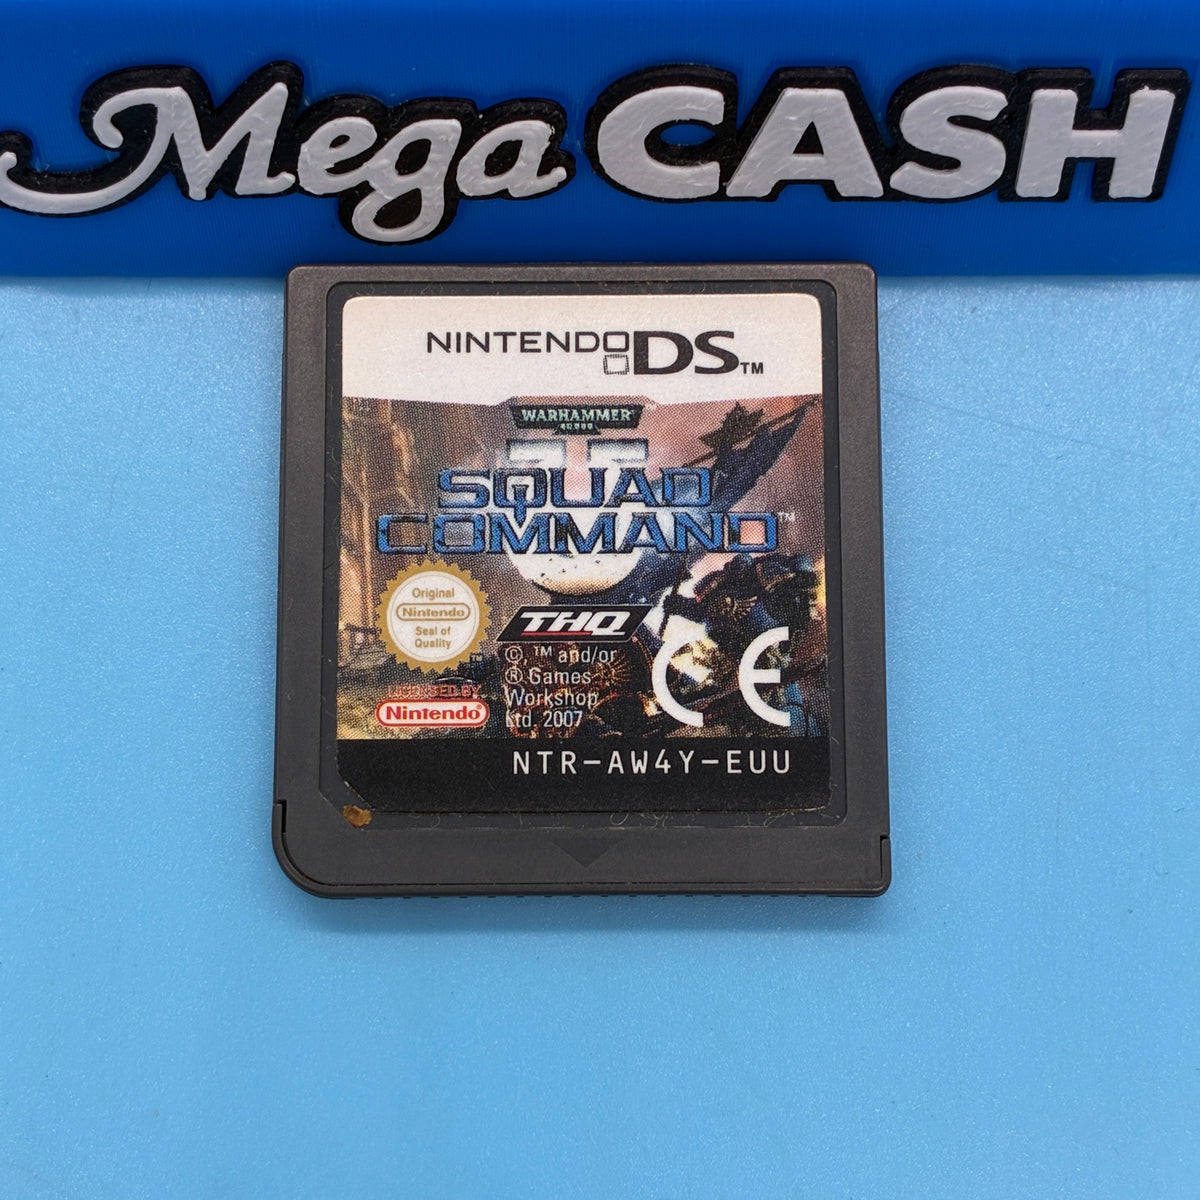 Mega CASH
NINTENDO DS™
WARHAMMER
40,000
SQUAD
COMMAND™
Original
Nintendo
Seal of
Quality
™
THQ
©, ™ and/or
® Games
Workshop
Ltd. 2007
LICENSED BY
Nintendo
CE
NTR-AW4Y-EUU